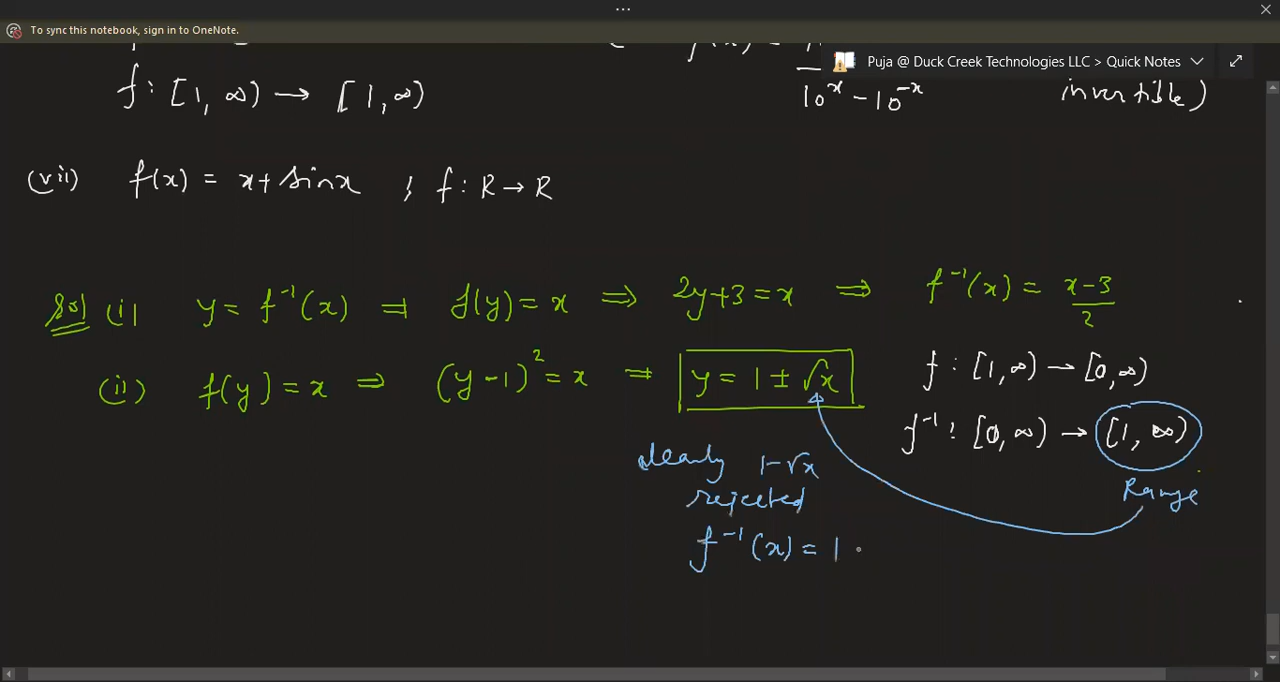 To sync this notebook, sign in to OneNote.
Puja @ Duck Creek Technologies LLC > Quick Notes
f : [1, ∞) → [1, ∞)
10^x − 10^-x
invertible)
(vii) f(x) = x + sinx ; f : R → R
Sol (i) y = f^-1(x) ⇒ f(y) = x ⇒ 2y+3 = x ⇒ f^-1(x) = (x−3)/2
(ii) f(y) = x ⇒ (y−1)^2 = x ⇒ y = 1 ± √x
f : [1, ∞) → [0, ∞)
f^-1 : [0, ∞) → [1, ∞)
Range
clearly 1−√x
rejected
f^-1(x) = 1